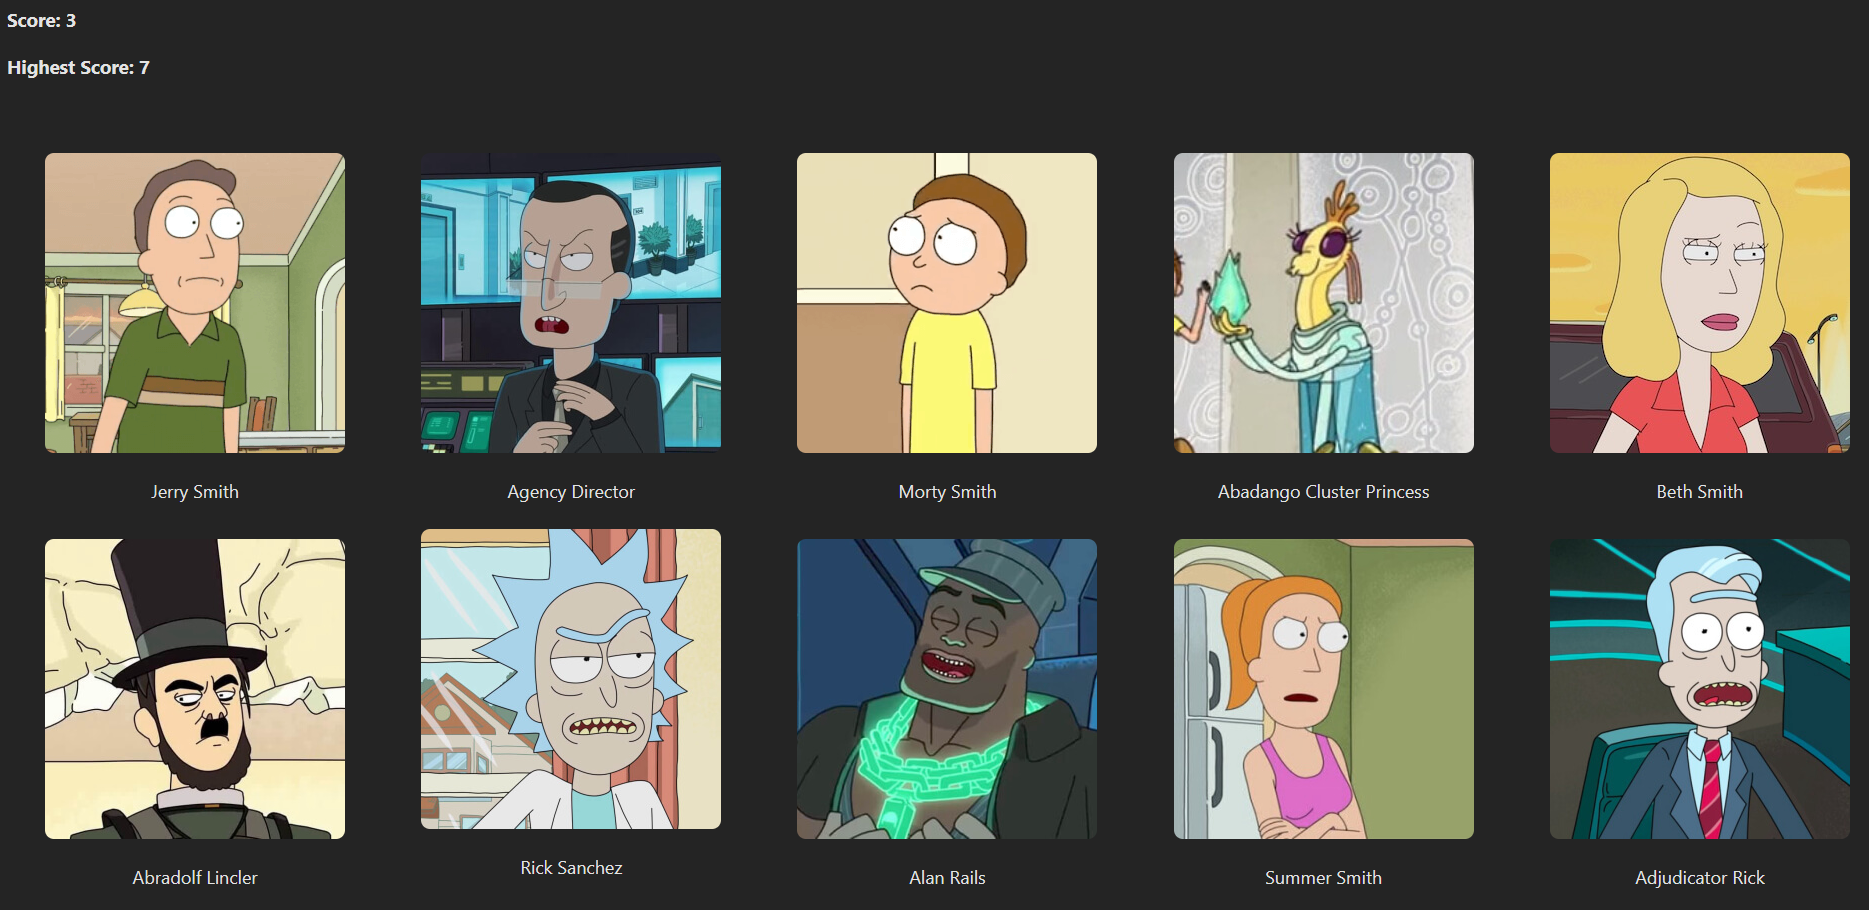 Score: 3
Highest Score: 7
Jerry Smith
Agency Director
Morty Smith
Abadango Cluster Princess
Beth Smith
Abradolf Lincler
Rick Sanchez
Alan Rails
Summer Smith
Adjudicator Rick